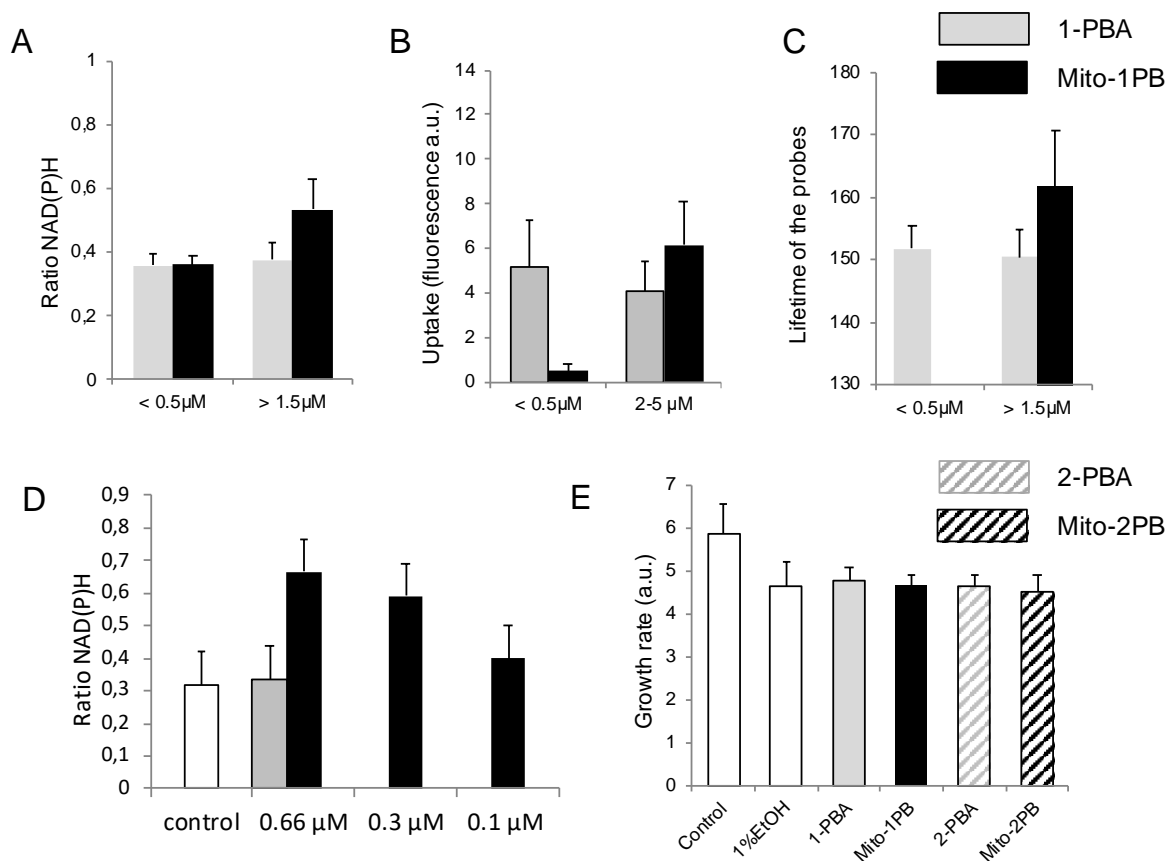 A
Ratio NAD(P)H
1
0,8
0,6
0,4
0,2
0
< 0.5µM
> 1.5µM
B
Uptake (fluorescence a.u.)
14
12
10
8
6
4
2
0
< 0.5µM
2-5 µM
C
1-PBA
Mito-1PB
Lifetime of the probes
180
170
160
150
140
130
< 0.5µM
> 1.5µM
D
Ratio NAD(P)H
0,9
0,8
0,7
0,6
0,5
0,4
0,3
0,2
0,1
0
control
0.66 µM
0.3 µM
0.1 µM
E
2-PBA
Mito-2PB
Growth rate (a.u.)
7
6
5
4
3
2
1
0
Control
1%EtOH
1-PBA
Mito-1PB
2-PBA
Mito-2PB